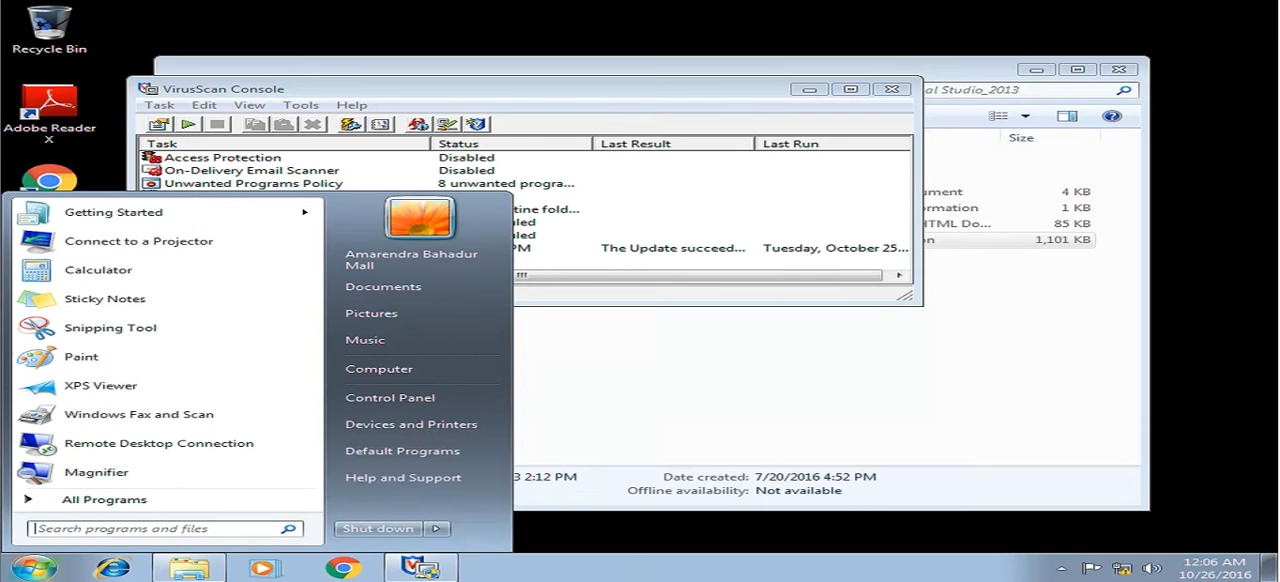 Recycle Bin
Adobe Reader
X
al Studio_2013
VirusScan Console
Task Edit View Tools Help
Task Status Last Result Last Run
Size
Access Protection Disabled
On-Delivery Email Scanner Disabled
Unwanted Programs Policy 8 unwanted progra...
tine fold...
uled
uled
PM The Update succeed... Tuesday, October 25...
ument 4 KB
ormation 1 KB
HTML Do... 85 KB
on 1,101 KB
Getting Started
Connect to a Projector
Calculator
Sticky Notes
Snipping Tool
Paint
XPS Viewer
Windows Fax and Scan
Remote Desktop Connection
Magnifier
All Programs
Search programs and files
Amarendra Bahadur
Mall
Documents
Pictures
Music
Computer
Control Panel
Devices and Printers
Default Programs
Help and Support
Shut down
3 2:12 PM Date created: 7/20/2016 4:52 PM
Offline availability: Not available
12:06 AM
10/26/2016